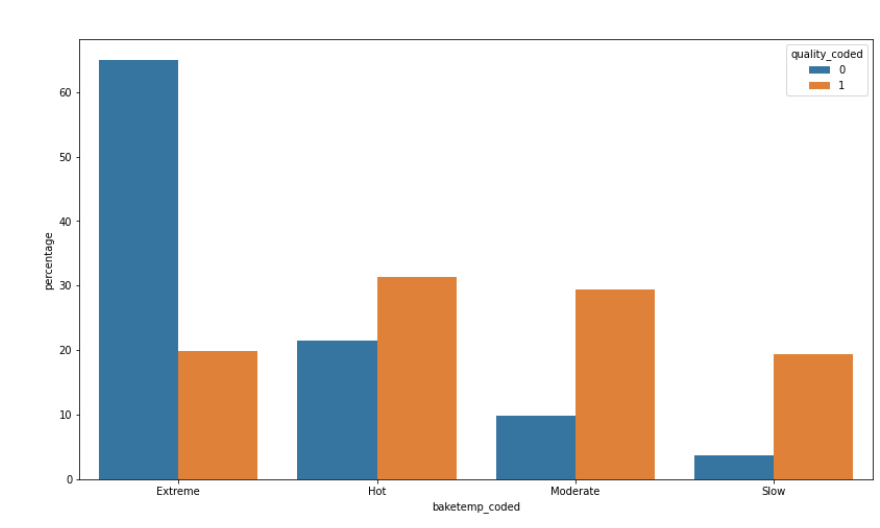 quality_coded
0
1
percentage
60
50
40
30
20
10
0
Extreme Hot Moderate Slow
baketemp_coded